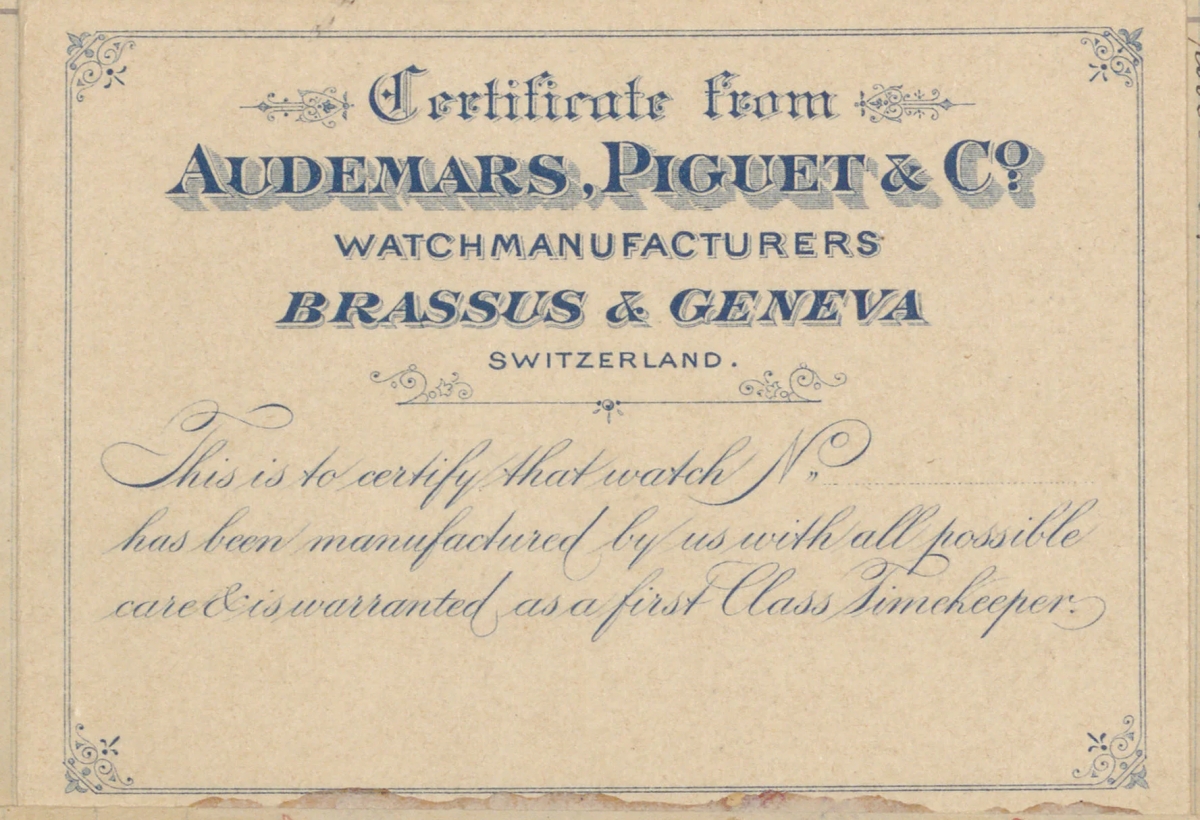 Certificate from
AUDEMARS, PIGUET & Cº
WATCHMANUFACTURERS
BRASSUS & GENEVA
SWITZERLAND.
This is to certify that watch Nº
has been manufactured by us with all possible
care & is warranted as a first Class Timekeeper.